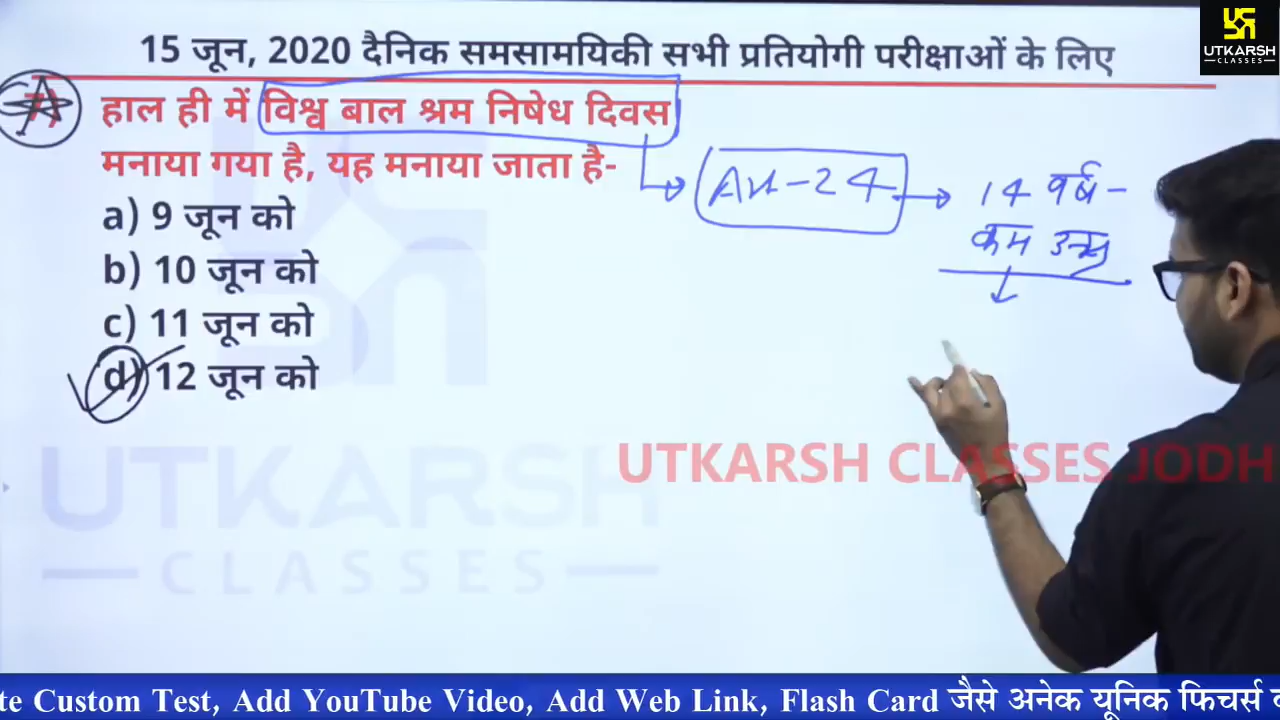 UTKARSH
CLASSES
15 जून, 2020 दैनिक समसामयिकी सभी प्रतियोगी परीक्षाओं के लिए
हाल ही में विश्व बाल श्रम निषेध दिवस
मनाया गया है, यह मनाया जाता है-
a) 9 जून को
b) 10 जून को
c) 11 जून को
d) 12 जून को
Art-24
14 वर्ष -
कम उम्र
UTKARSH CLASSES JODH
UTKARSH
CLASSES
te Custom Test, Add YouTube Video, Add Web Link, Flash Card जैसे अनेक यूनिक फिचर्स